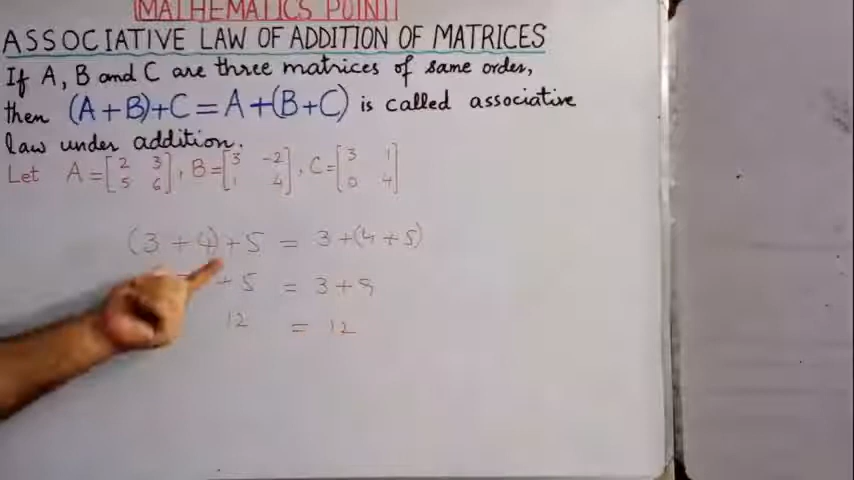 MATHEMATICS POINT
ASSOCIATIVE LAW OF ADDITION OF MATRICES
If A, B and C are three matrices of same order,
then (A+B)+C=A+(B+C) is called associative
law under addition.
Let A=[2 3; 5 6], B=[3 -2; 1 4], C=[3 1; 0 4]
(3+4)+5 = 3+(4+5)
+5 = 3+9
12 = 12